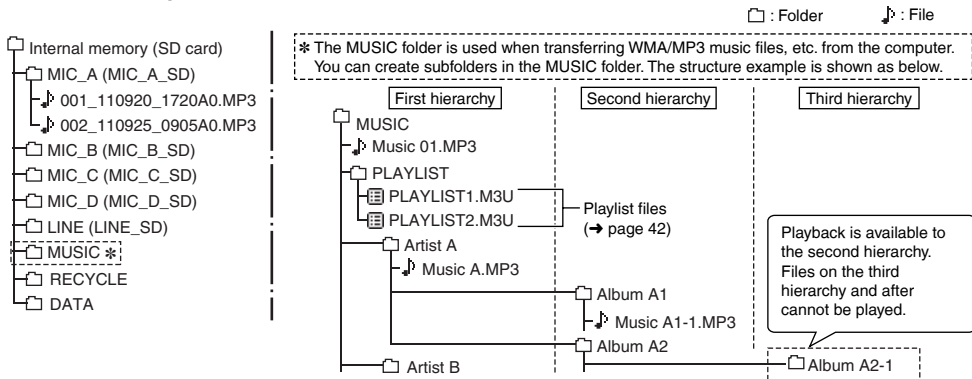 : Folder
: File
Internal memory (SD card)
MIC_A (MIC_A_SD)
001_110920_1720A0.MP3
002_110925_0905A0.MP3
MIC_B (MIC_B_SD)
MIC_C (MIC_C_SD)
MIC_D (MIC_D_SD)
LINE (LINE_SD)
MUSIC ✻
RECYCLE
DATA
✻ The MUSIC folder is used when transferring WMA/MP3 music files, etc. from the computer.
You can create subfolders in the MUSIC folder. The structure example is shown as below.
First hierarchy
Second hierarchy
Third hierarchy
MUSIC
Music 01.MP3
PLAYLIST
PLAYLIST1.M3U
PLAYLIST2.M3U
Playlist files
(➜ page 42)
Artist A
Music A.MP3
Album A1
Music A1-1.MP3
Album A2
Album A2-1
Artist B
Playback is available to
the second hierarchy.
Files on the third
hierarchy and after
cannot be played.